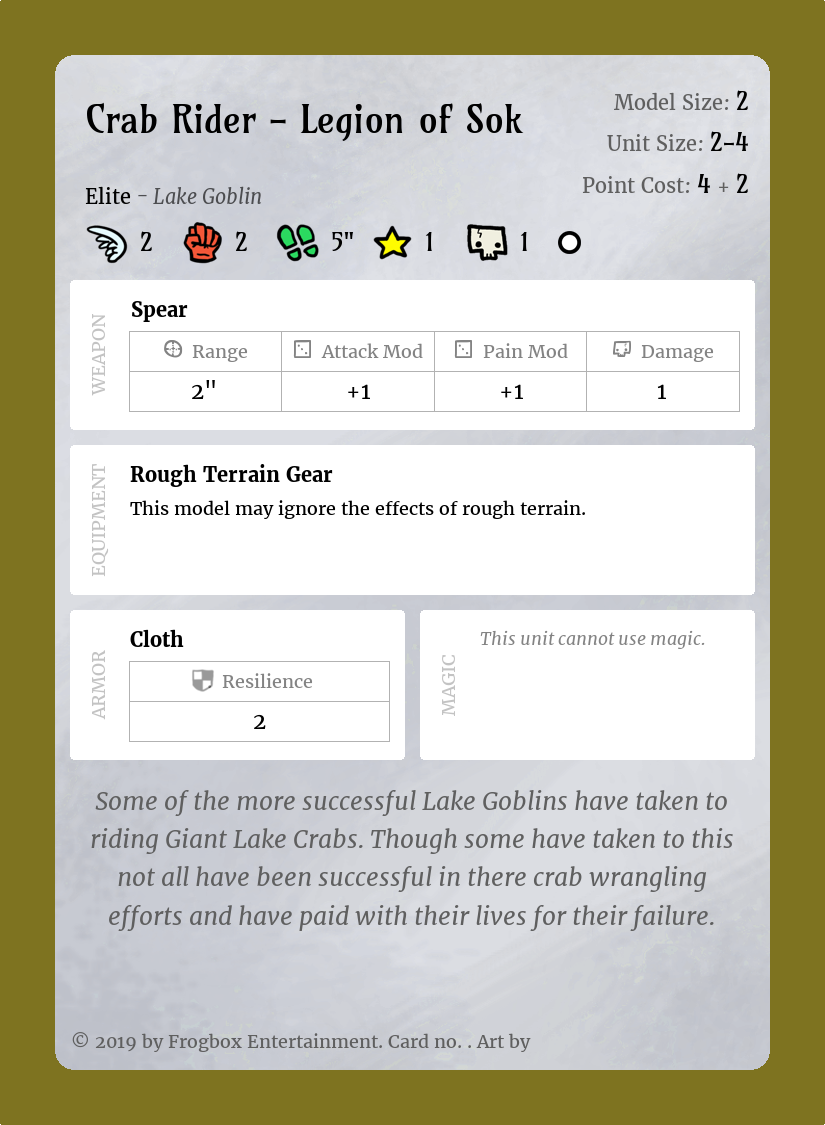 Crab Rider – Legion of Sok
Model Size: 2
Unit Size: 2–4
Point Cost: 4 + 2
Elite – Lake Goblin
2 2 5" 1 1
WEAPON
Spear
Range Attack Mod Pain Mod Damage
2" +1 +1 1
EQUIPMENT
Rough Terrain Gear
This model may ignore the effects of rough terrain.
ARMOR
Cloth
Resilience
2
MAGIC
This unit cannot use magic.
Some of the more successful Lake Goblins have taken to
riding Giant Lake Crabs. Though some have taken to this
not all have been successful in there crab wrangling
efforts and have paid with their lives for their failure.
© 2019 by Frogbox Entertainment. Card no. . Art by